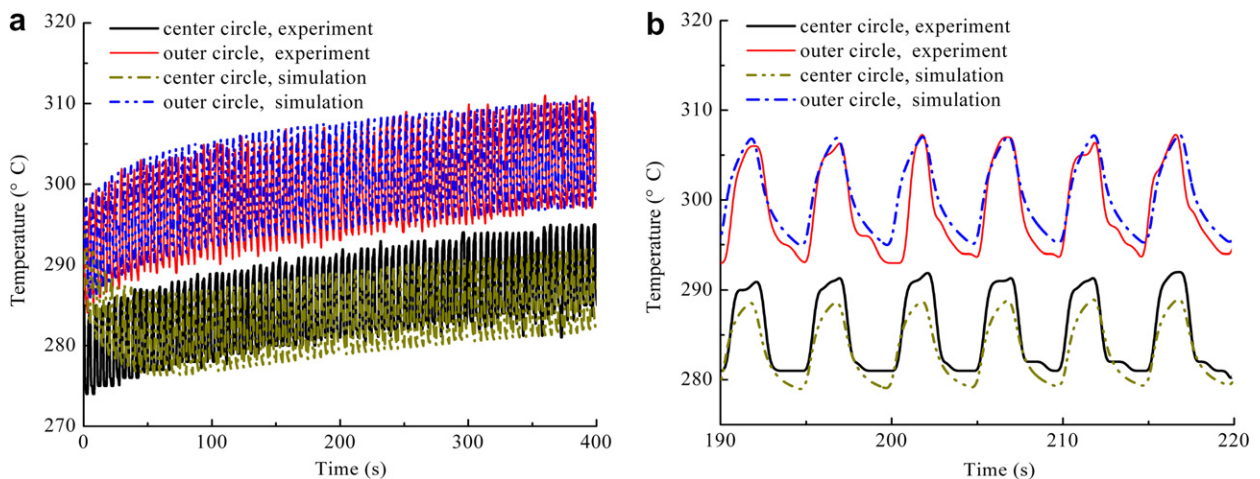 a
320
310
300
290
280
270
Temperature (° C)
center circle, experiment
outer circle,  experiment
center circle, simulation
outer circle,  simulation
0
100
200
300
400
Time (s)
b
320
310
300
290
280
Temperature (° C)
center circle, experiment
outer circle,  experiment
center circle, simulation
outer circle,  simulation
190
200
210
220
Time (s)